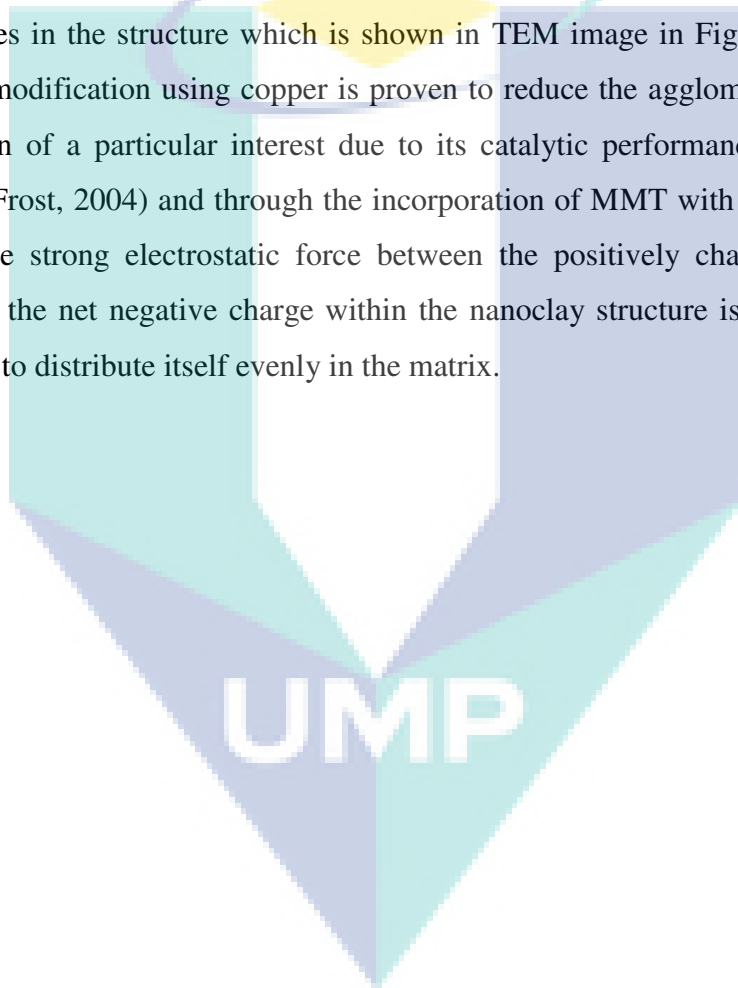 es in the structure which is shown in TEM image in Fig
modification using copper is proven to reduce the agglom
n of a particular interest due to its catalytic performanc
Frost, 2004) and through the incorporation of MMT with
e strong electrostatic force between the positively cha
the net negative charge within the nanoclay structure is
to distribute itself evenly in the matrix.
UMP